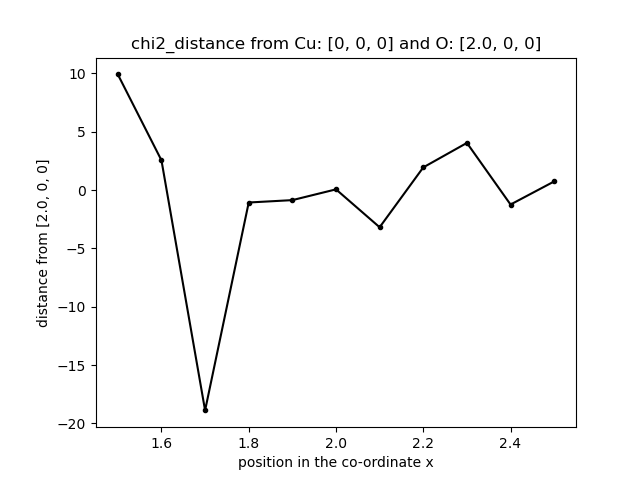 chi2_distance from Cu: [0, 0, 0] and O: [2.0, 0, 0]
10
5
0
−5
−10
−15
−20
distance from [2.0, 0, 0]
1.6 1.8 2.0 2.2 2.4
position in the co-ordinate x